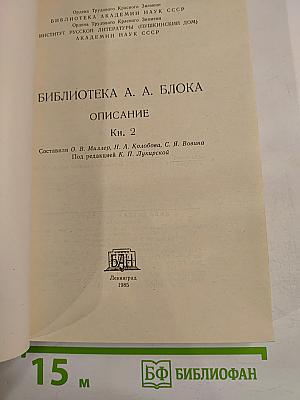 Ордена Трудового Красного Знамени
БИБЛИОТЕКА АКАДЕМИИ НАУК СССР
Ордена Трудового Красного Знамени
ИНСТИТУТ РУССКОЙ ЛИТЕРАТУРЫ (ПУШКИНСКИЙ ДОМ)
АКАДЕМИИ НАУК СССР
БИБЛИОТЕКА А. А. БЛОКА
ОПИСАНИЕ
Кн. 2
Составили О. В. Миллер, Н. А. Колобова, С. Я. Вовина
Под редакцией К. П. Лукирской
БАН
Ленинград
1985
15 м
БФ БИБЛИОФАН